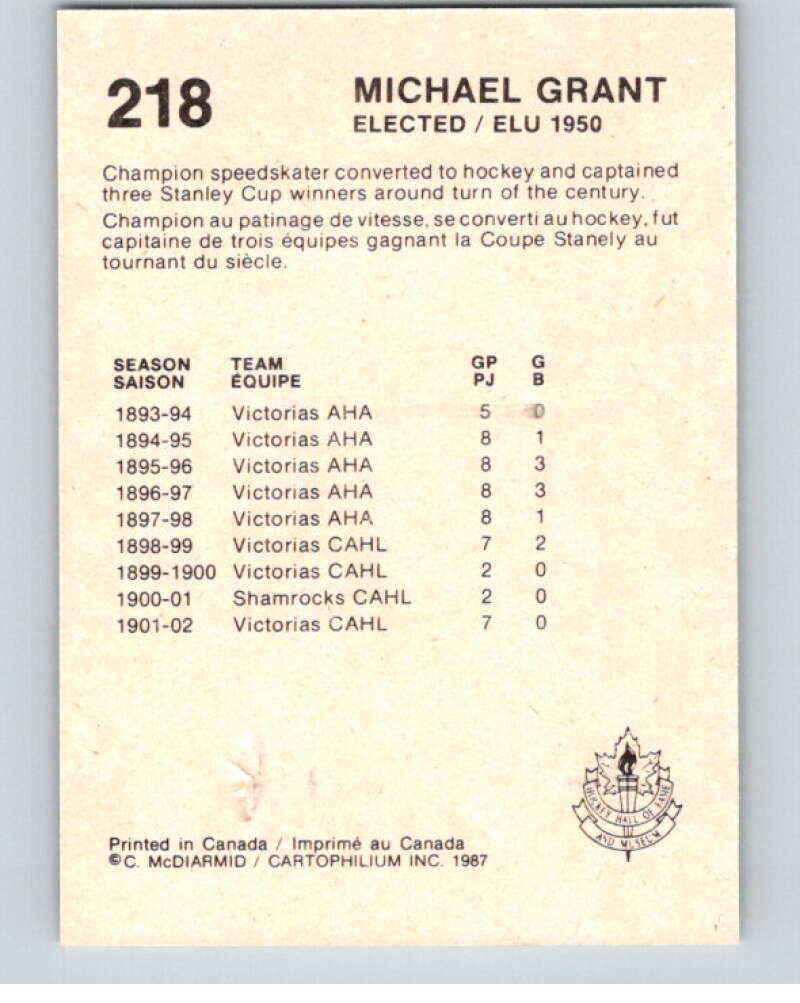 218
MICHAEL GRANT
ELECTED / ELU 1950
Champion speedskater converted to hockey and captained
three Stanley Cup winners around turn of the century.
Champion au patinage de vitesse, se converti au hockey, fut
capitaine de trois équipes gagnant la Coupe Stanely au
tournant du siècle.
SEASON TEAM GP G
SAISON ÉQUIPE PJ B
1893-94 Victorias AHA 5 0
1894-95 Victorias AHA 8 1
1895-96 Victorias AHA 8 3
1896-97 Victorias AHA 8 3
1897-98 Victorias AHA 8 1
1898-99 Victorias CAHL 7 2
1899-1900 Victorias CAHL 2 0
1900-01 Shamrocks CAHL 2 0
1901-02 Victorias CAHL 7 0
HOCKEY HALL OF FAME
AND MUSEUM
Printed in Canada / Imprimé au Canada
©C. McDIARMID / CARTOPHILIUM INC. 1987